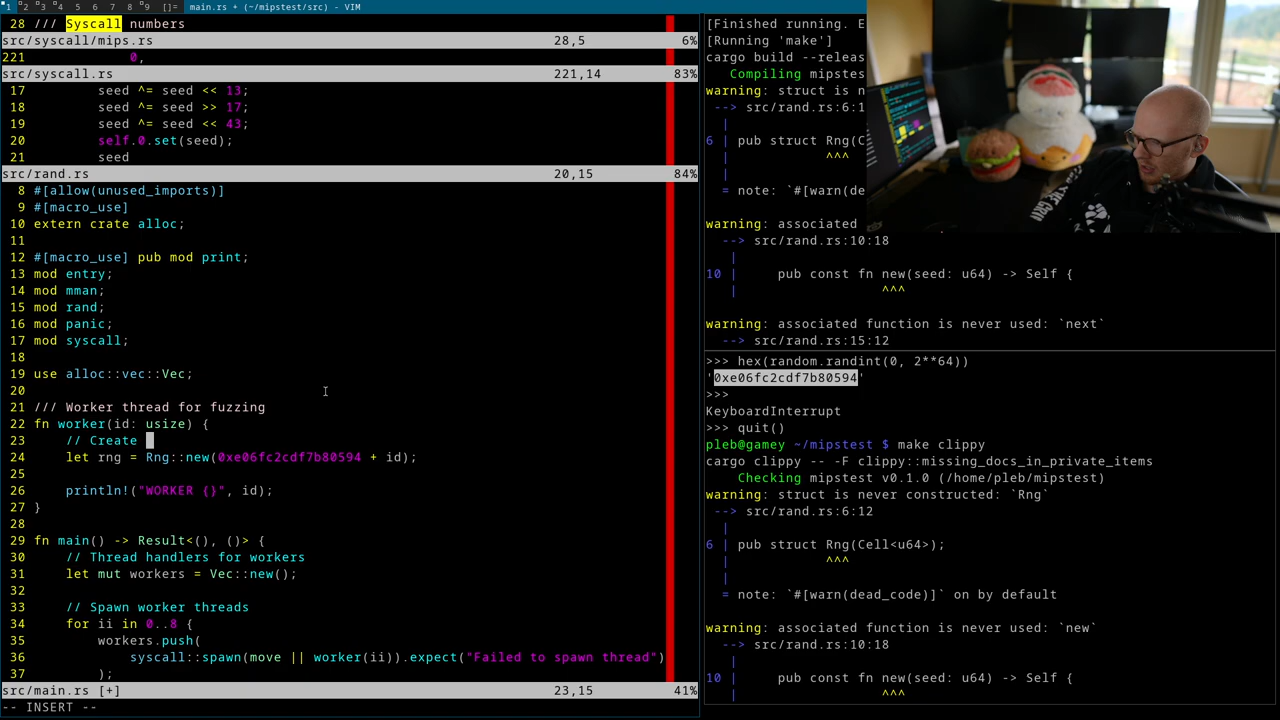 1 2 3 4 5 6 7 8 9 []= main.rs + (~/mipstest/src) - VIM
28 /// Syscall numbers
src/syscall/mips.rs 28,5 6%
221 0,
src/syscall.rs 221,14 83%
17 seed ^= seed << 13;
18 seed ^= seed >> 17;
19 seed ^= seed << 43;
20 self.0.set(seed);
21 seed
src/rand.rs 20,15 84%
8 #[allow(unused_imports)]
9 #[macro_use]
10 extern crate alloc;
11
12 #[macro_use] pub mod print;
13 mod entry;
14 mod mman;
15 mod rand;
16 mod panic;
17 mod syscall;
18
19 use alloc::vec::Vec;
20
21 /// Worker thread for fuzzing
22 fn worker(id: usize) {
23 // Create
24 let rng = Rng::new(0xe06fc2cdf7b80594 + id);
25
26 println!("WORKER {}", id);
27 }
28
29 fn main() -> Result<(), ()> {
30 // Thread handlers for workers
31 let mut workers = Vec::new();
32
33 // Spawn worker threads
34 for ii in 0..8 {
35 workers.push(
36 syscall::spawn(move || worker(ii)).expect("Failed to spawn thread")
37 );
src/main.rs [+] 23,15 41%
-- INSERT --
[Finished running. E
[Running 'make']
cargo build --releas
Compiling mipstes
warning: struct is n
--> src/rand.rs:6:1
|
6 | pub struct Rng(C
| ^^^
|
= note: `#[warn(de
warning: associated
--> src/rand.rs:10:18
|
10 | pub const fn new(seed: u64) -> Self {
| ^^^
warning: associated function is never used: `next`
--> src/rand.rs:15:12
>>> hex(random.randint(0, 2**64))
'0xe06fc2cdf7b80594'
>>>
KeyboardInterrupt
>>> quit()
pleb@gamey ~/mipstest $ make clippy
cargo clippy -- -F clippy::missing_docs_in_private_items
Checking mipstest v0.1.0 (/home/pleb/mipstest)
warning: struct is never constructed: `Rng`
--> src/rand.rs:6:12
|
6 | pub struct Rng(Cell<u64>);
| ^^^
|
= note: `#[warn(dead_code)]` on by default
warning: associated function is never used: `new`
--> src/rand.rs:10:18
|
10 | pub const fn new(seed: u64) -> Self {
| ^^^